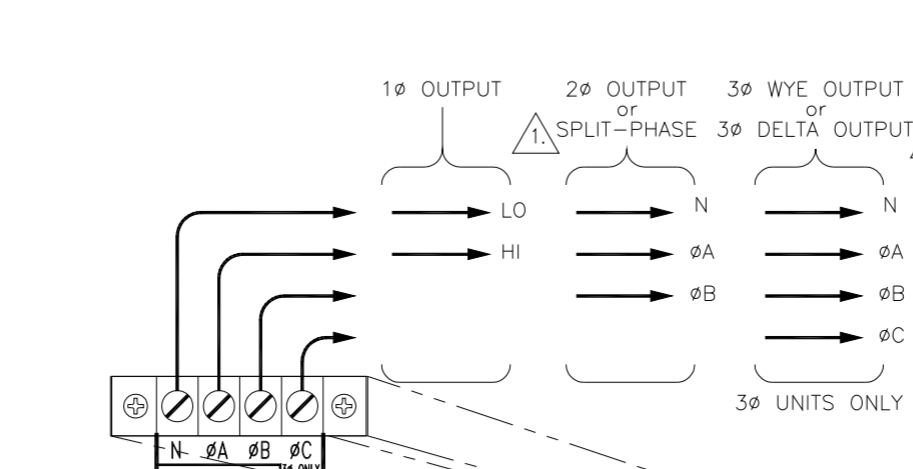 1ø OUTPUT
2ø OUTPUT
or
SPLIT-PHASE
1.
3ø WYE OUTPUT
or
3ø DELTA OUTPUT
LO
HI
N
øA
øB
N
øA
øB
øC
3ø UNITS ONLY
N øA øB øC
3ø ONLY